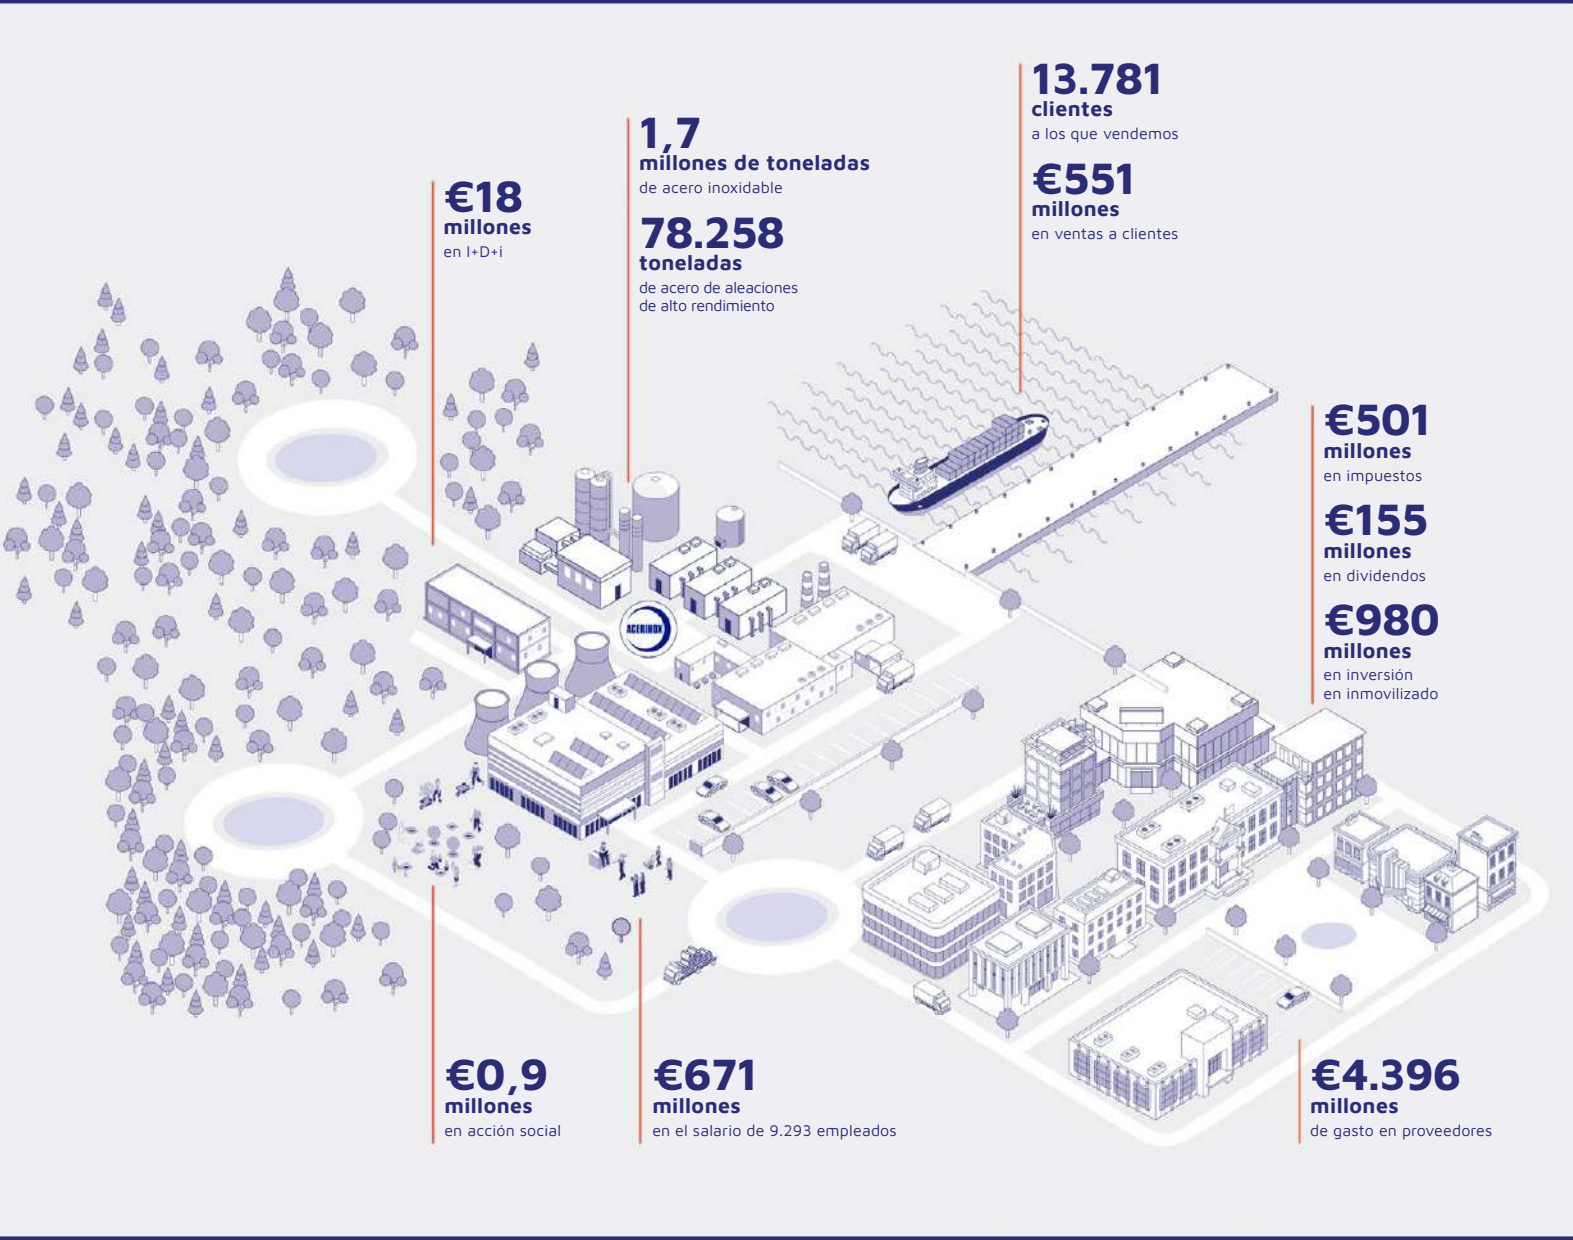 13.781
clientes
a los que vendemos
€551
millones
en ventas a clientes
1,7
millones de toneladas
de acero inoxidable
78.258
toneladas
de acero de aleaciones
de alto rendimiento
€18
millones
en I+D+i
€501
millones
en impuestos
€155
millones
en dividendos
€980
millones
en inversión
en inmovilizado
ACERINOX
€0,9
millones
en acción social
€671
millones
en el salario de 9.293 empleados
€4.396
millones
de gasto en proveedores